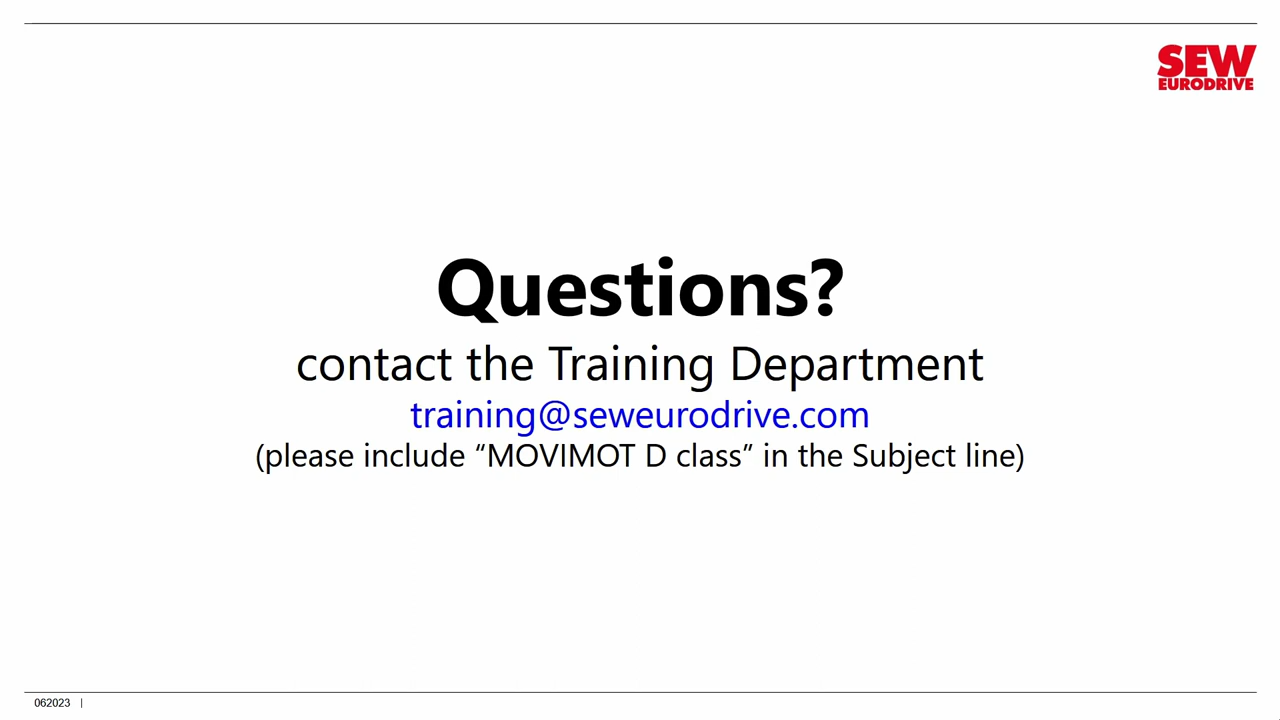 SEW
EURODRIVE
Questions?
contact the Training Department
training@seweurodrive.com
(please include “MOVIMOT D class” in the Subject line)
062023 |